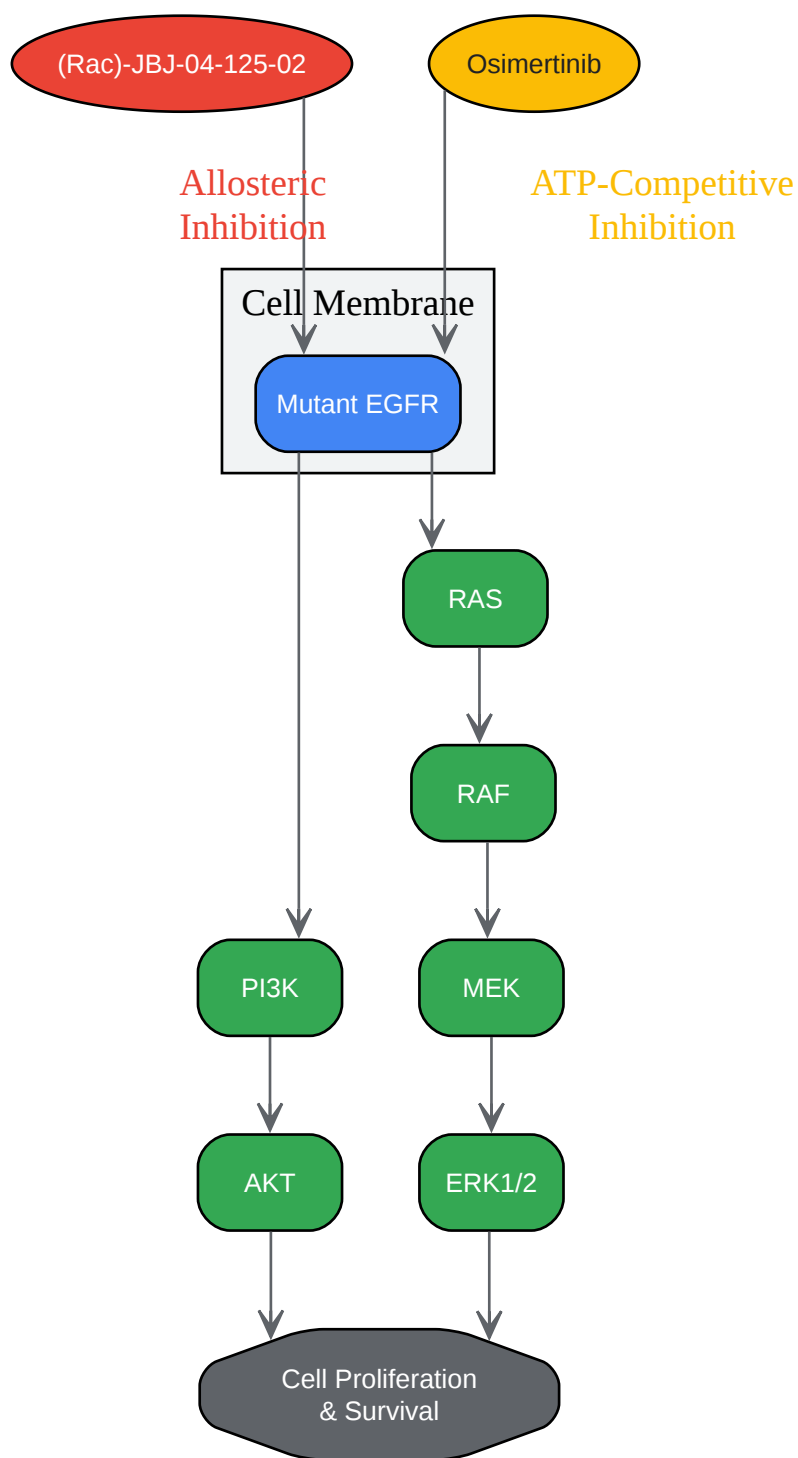 (Rac)-JBJ-04-125-02
Osimertinib
Allosteric
Inhibition
ATP-Competitive
Inhibition
Cell Membrane
Mutant EGFR
RAS
RAF
PI3K
MEK
AKT
ERK1/2
Cell Proliferation
& Survival